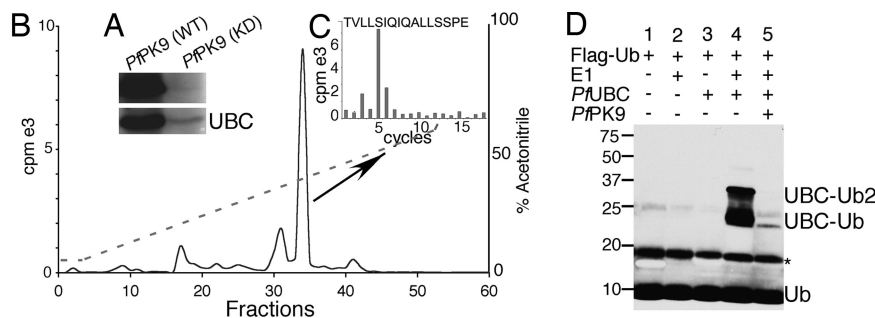 B
A
PfPK9 (WT)
PfPK9 (KD)
UBC
C
TVLLSIQIQALLSSPE
cpm e3
6
4
2
0
5
10
15
cycles
cpm e3
10
5
0
100
50
0
% Acetonitrile
0 10 20 30 40 50 60
Fractions
D
1 2 3 4 5
Flag-Ub + + + + +
E1 - + - + +
PfUBC - - + + +
PfPK9 +
75
50
37
25
20
10
UBC-Ub2
UBC-Ub
*
Ub